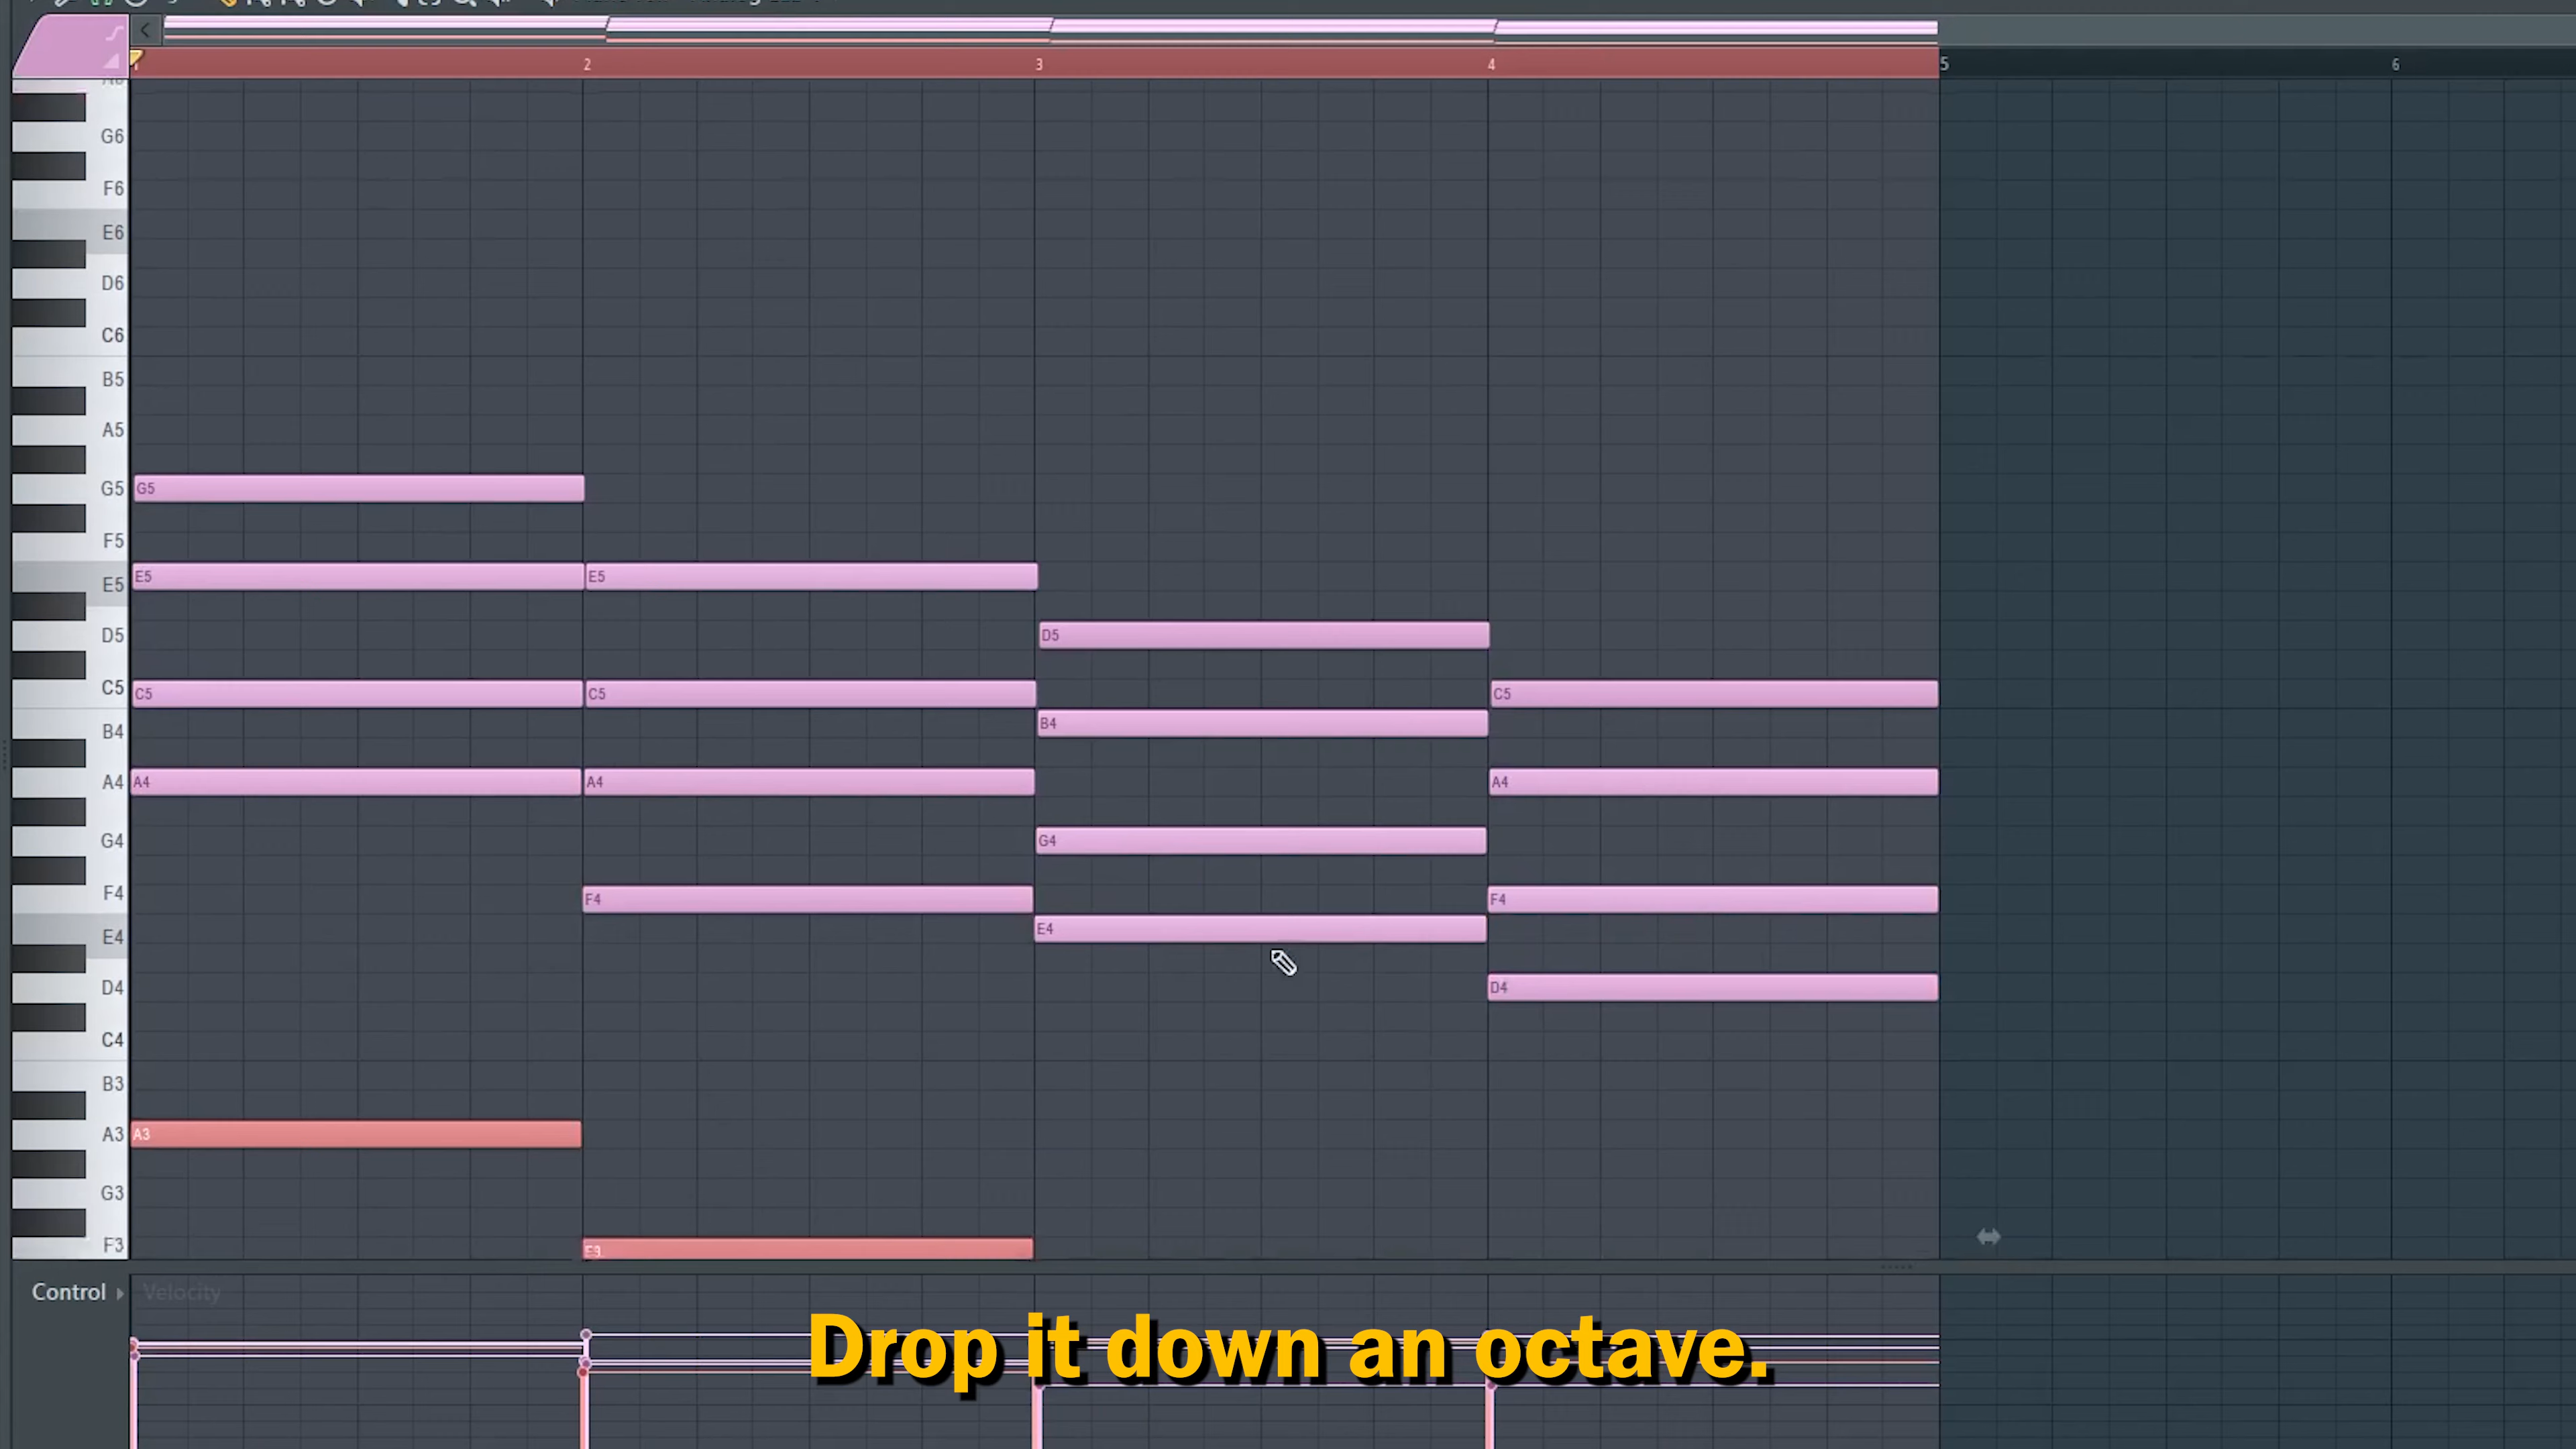 1 2 3 4 5 6
G6
F6
E6
D6
C6
B5
A5
G5 G5
F5
E5 E5 E5
D5 D5
C5 C5 C5 C5
B4 B4
A4 A4 A4 A4
G4 G4
F4 F4 F4
E4 E4
D4 D4
C4
B3
A3 A3
G3
F3
Control Velocity
Drop it down an octave.